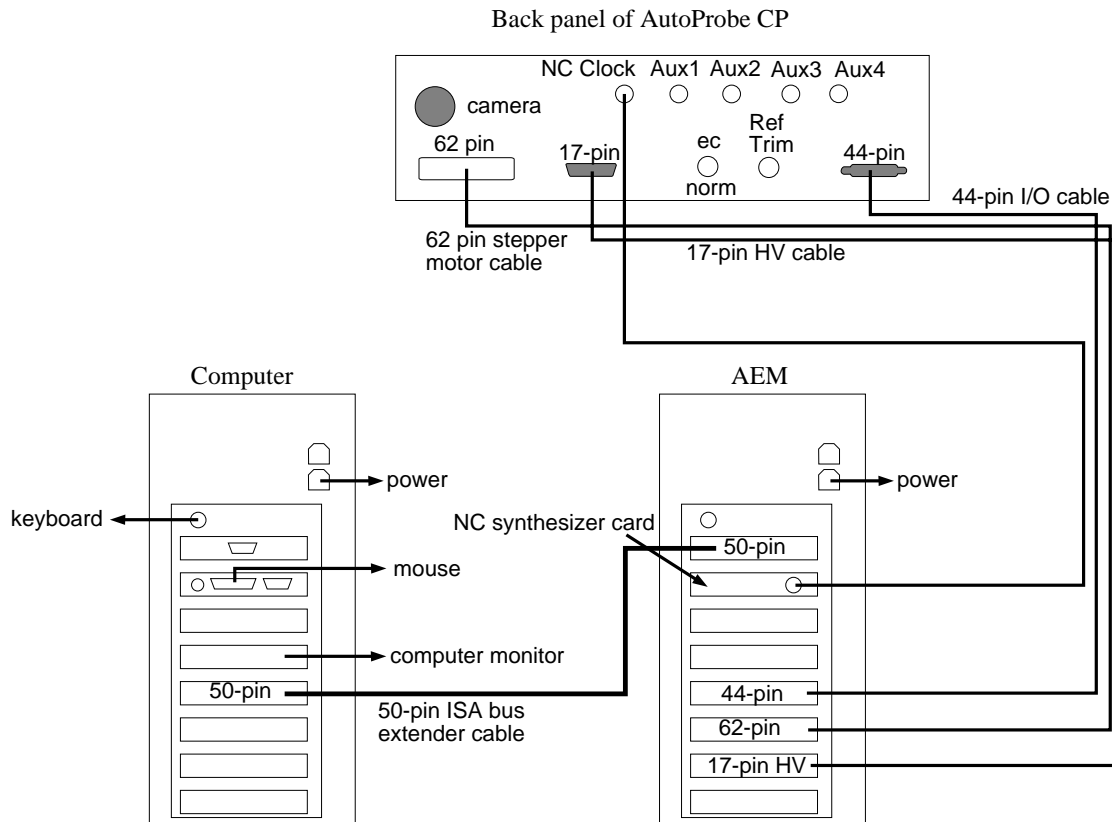 Back panel of AutoProbe CP
NC Clock
Aux1
Aux2
Aux3
Aux4
camera
62 pin
17-pin
ec
norm
Ref
Trim
44-pin
44-pin I/O cable
62 pin stepper
motor cable
17-pin HV cable
Computer
AEM
power
power
keyboard
NC synthesizer card
50-pin
mouse
computer monitor
50-pin
50-pin ISA bus
extender cable
44-pin
62-pin
17-pin HV